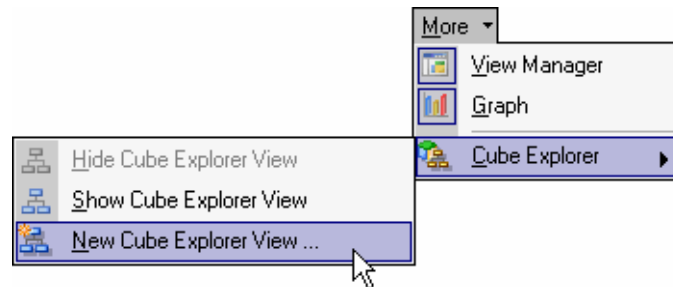 More
View Manager
Graph
Cube Explorer
Hide Cube Explorer View
Show Cube Explorer View
New Cube Explorer View ...